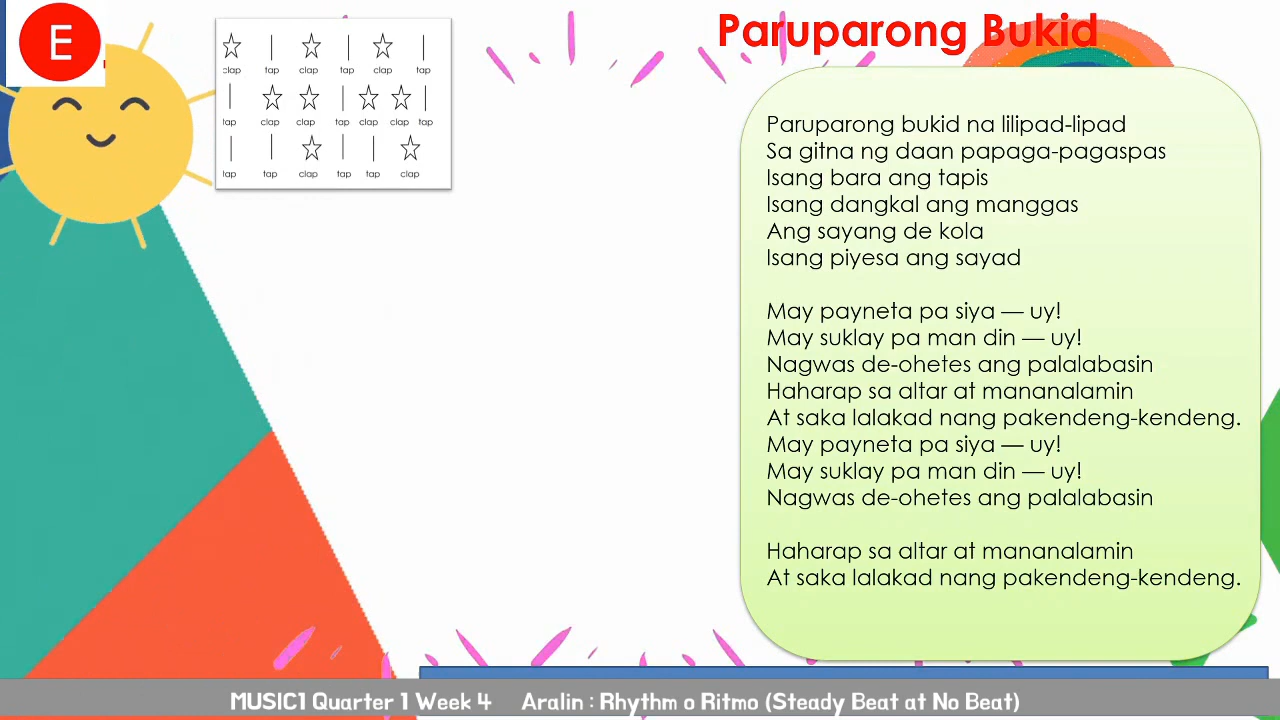 E
clap tap clap tap clap tap
tap clap clap tap clap clap tap
tap tap clap tap tap clap
Paruparong Bukid
Paruparong bukid na lilipad-lipad
Sa gitna ng daan papaga-pagaspas
Isang bara ang tapis
Isang dangkal ang manggas
Ang sayang de kola
Isang piyesa ang sayad
May payneta pa siya — uy!
May suklay pa man din — uy!
Nagwas de-ohetes ang palalabasin
Haharap sa altar at mananalamin
At saka lalakad nang pakendeng-kendeng.
May payneta pa siya — uy!
May suklay pa man din — uy!
Nagwas de-ohetes ang palalabasin
Haharap sa altar at mananalamin
At saka lalakad nang pakendeng-kendeng.
MUSIC1 Quarter 1 Week 4 Aralin : Rhythm o Ritmo (Steady Beat at No Beat)